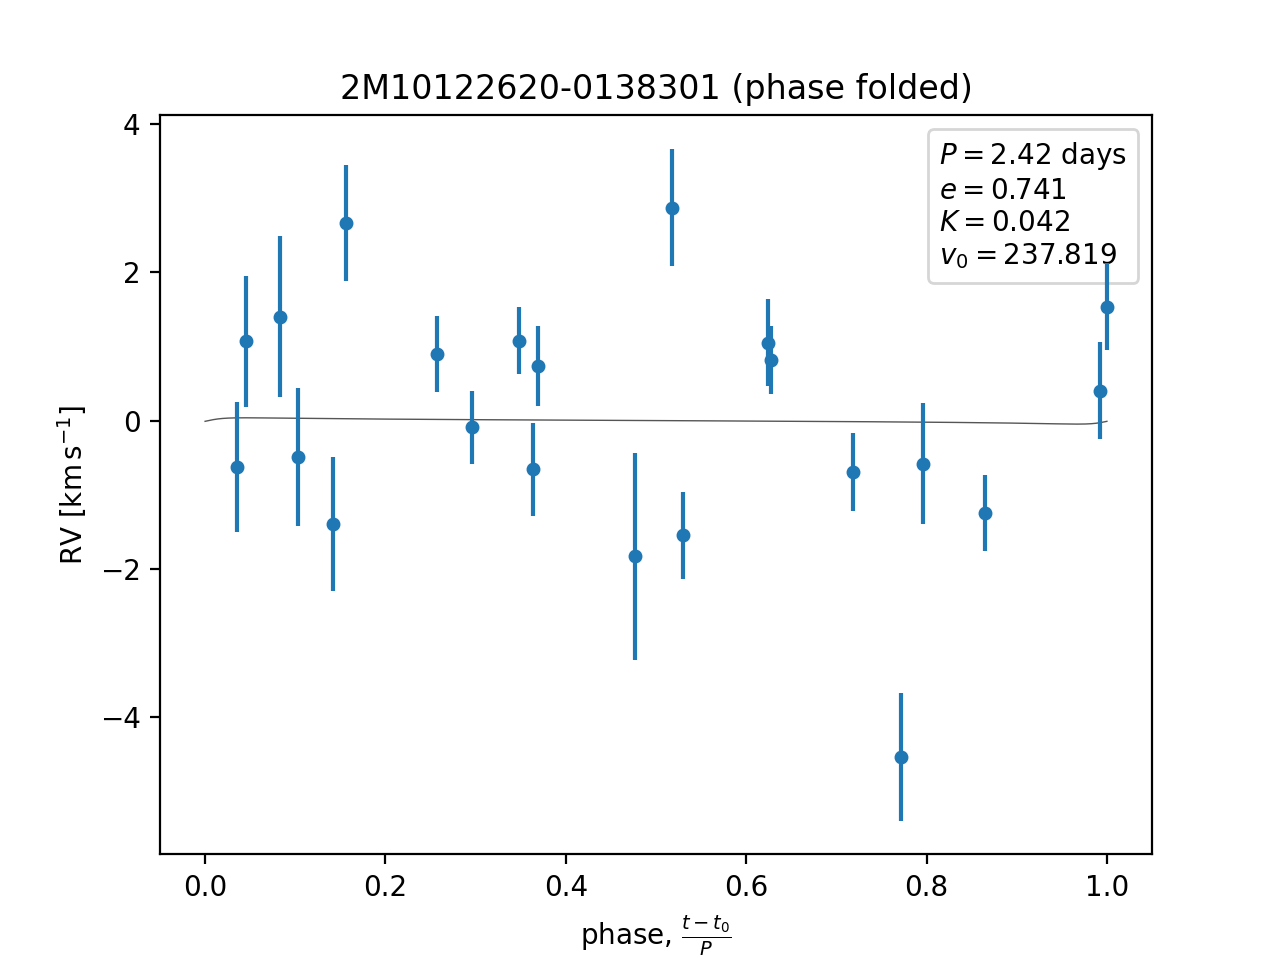 2M10122620-0138301 (phase folded)
P = 2.42 days
e = 0.741
K = 0.042
v₀ = 237.819
4
2
0
−2
−4
RV [km s⁻¹]
0.0 0.2 0.4 0.6 0.8 1.0
phase, (t − t₀)/P